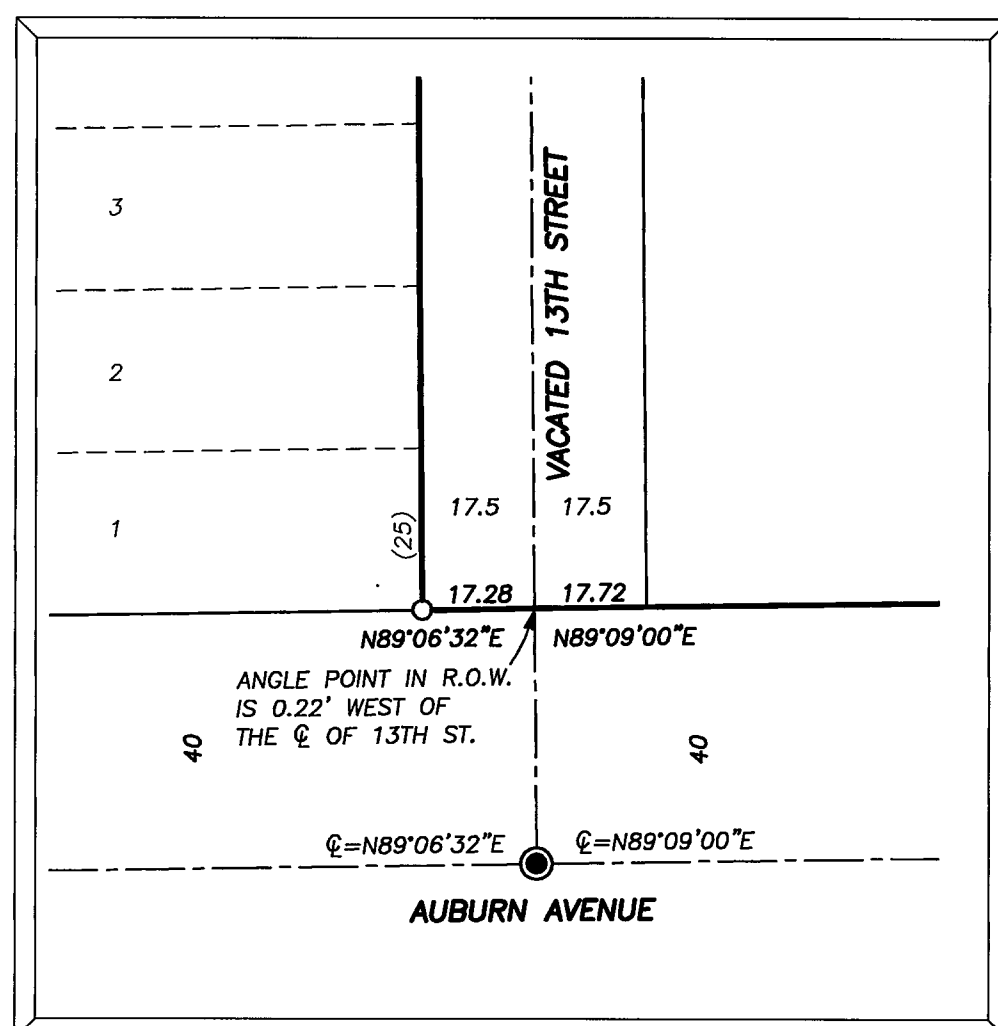 3
2
1
(25)
VACATED 13TH STREET
17.5
17.5
17.28
17.72
N89°06'32"E
N89°09'00"E
ANGLE POINT IN R.O.W.
IS 0.22' WEST OF
THE ℄ OF 13TH ST.
40
40
℄=N89°06'32"E
℄=N89°09'00"E
AUBURN AVENUE